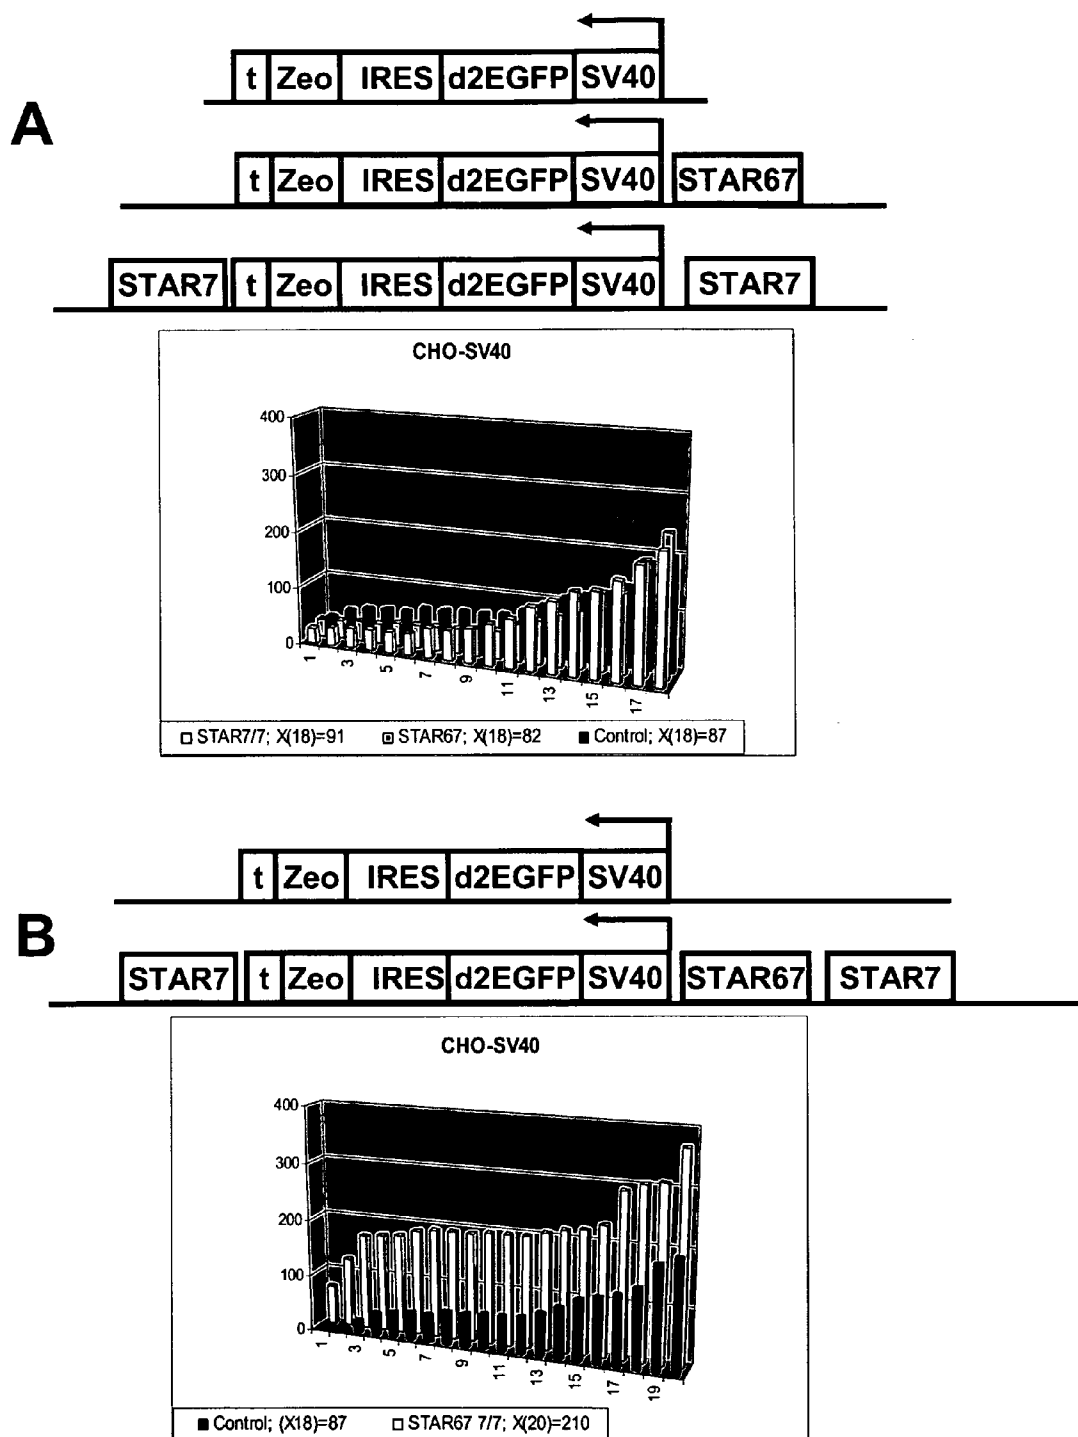 t Zeo IRES d2EGFP SV40
A
t Zeo IRES d2EGFP SV40 STAR67
STAR7 t Zeo IRES d2EGFP SV40 STAR7
CHO-SV40
400
300
200
100
0
1 3 5 7 9 11 13 15 17
STAR7/7; X(18)=91 STAR67; X(18)=82 Control; X(18)=87
t Zeo IRES d2EGFP SV40
B
STAR7 t Zeo IRES d2EGFP SV40 STAR67 STAR7
CHO-SV40
400
300
200
100
0
1 3 5 7 9 11 13 15 17 19
Control; (X18)=87 STAR67 7/7; X(20)=210